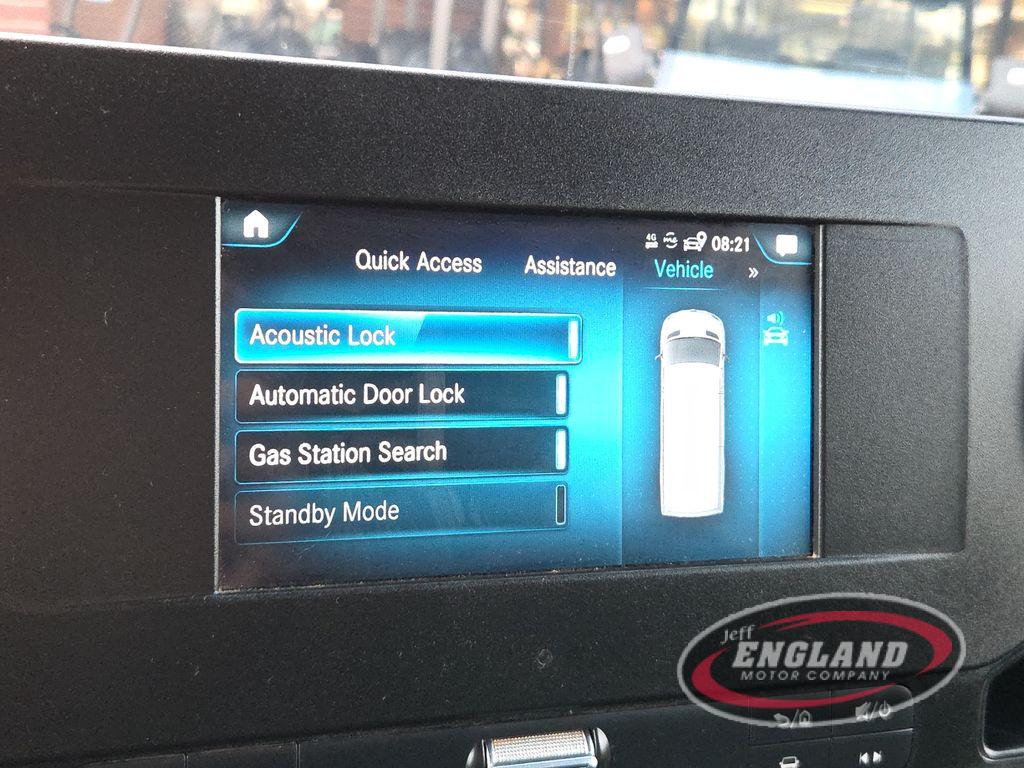 4G me 08:21
Quick Access Assistance Vehicle »
Acoustic Lock
Automatic Door Lock
Gas Station Search
Standby Mode
Jeff
ENGLAND
MOTOR COMPANY